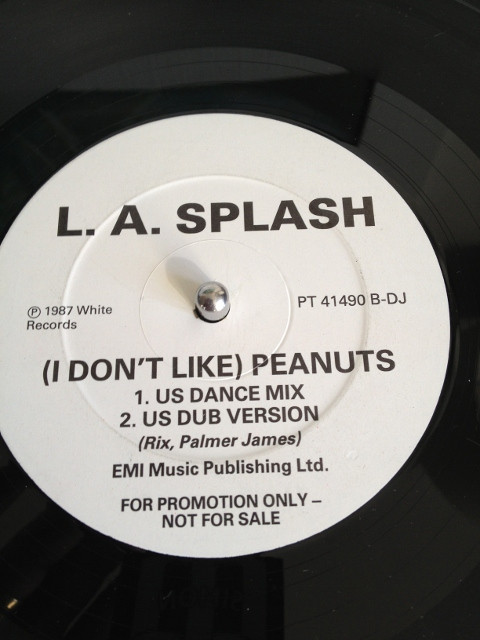 L. A. SPLASH
℗ 1987 White
Records
PT 41490 B-DJ
(I DON'T LIKE) PEANUTS
1. US DANCE MIX
2. US DUB VERSION
(Rix, Palmer James)
EMI Music Publishing Ltd.
FOR PROMOTION ONLY –
NOT FOR SALE